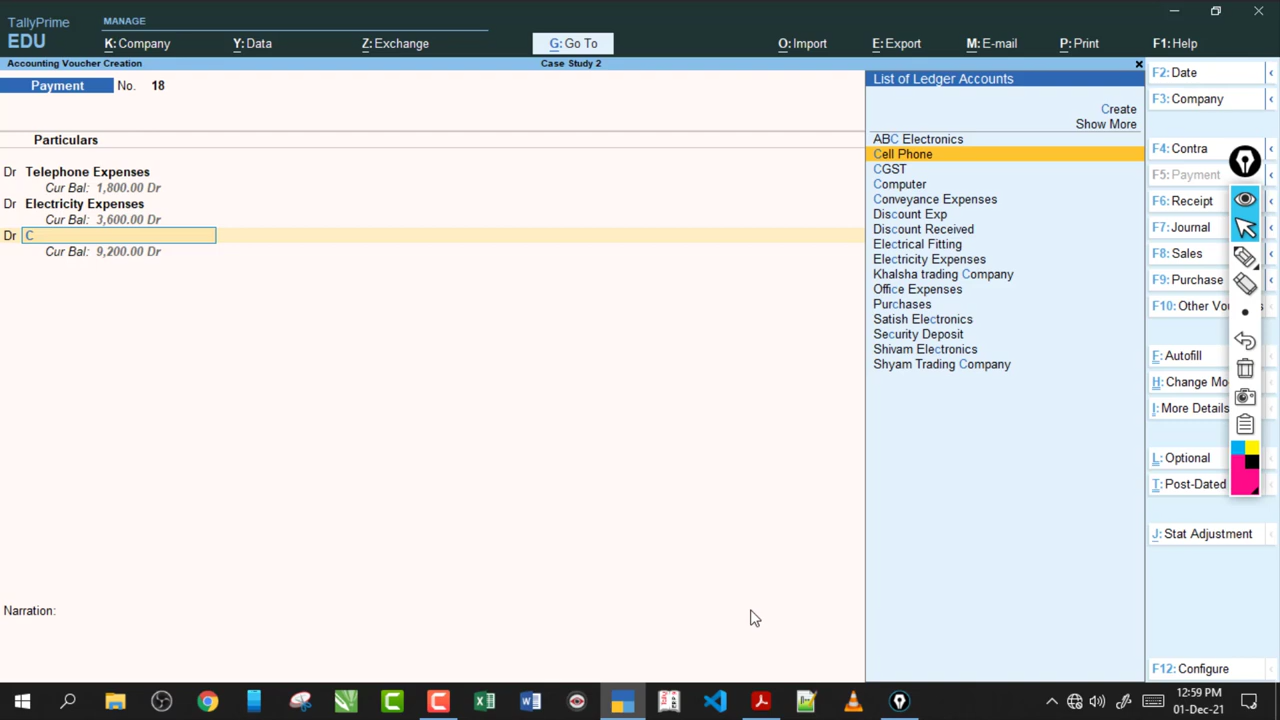 TallyPrime
EDU
MANAGE
K: Company
Y: Data
Z: Exchange
G: Go To
O: Import
E: Export
M: E-mail
P: Print
F1: Help
Accounting Voucher Creation
Case Study 2
Payment No. 18
Particulars
Dr Telephone Expenses
Cur Bal: 1,800.00 Dr
Dr Electricity Expenses
Cur Bal: 3,600.00 Dr
Dr C
Cur Bal: 9,200.00 Dr
Narration:
List of Ledger Accounts
Create
Show More
ABC Electronics
Cell Phone
CGST
Computer
Conveyance Expenses
Discount Exp
Discount Received
Electrical Fitting
Electricity Expenses
Khalsha trading Company
Office Expenses
Purchases
Satish Electronics
Security Deposit
Shivam Electronics
Shyam Trading Company
F2: Date
F3: Company
F4: Contra
F5: Payment
F6: Receipt
F7: Journal
F8: Sales
F9: Purchase
F10: Other Vo
F: Autofill
H: Change Mo
I: More Details
L: Optional
T: Post-Dated
J: Stat Adjustment
F12: Configure
12:59 PM
01-Dec-21